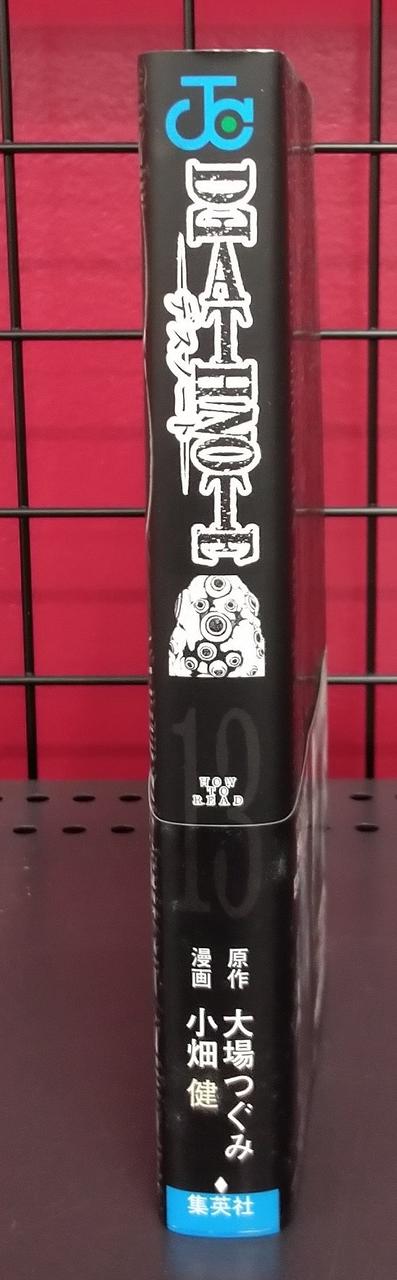 JC
DEATH NOTE
デスノート
13
HOW
TO
READ
原作 大場つぐみ
漫画 小畑 健
集英社